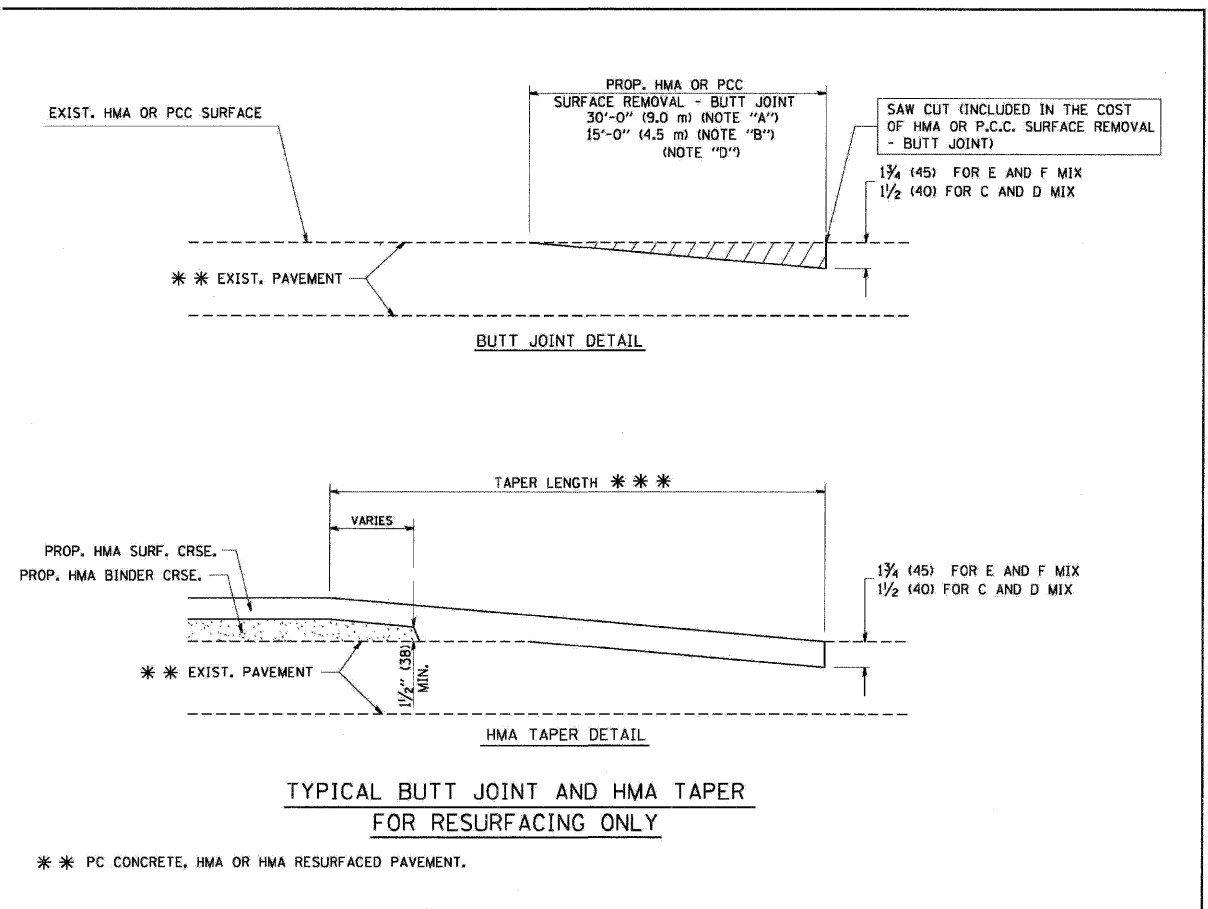 PROP. HMA OR PCC
SURFACE REMOVAL - BUTT JOINT
30'-0" (9.0 m) (NOTE "A")
15'-0" (4.5 m) (NOTE "B")
(NOTE "D")
EXIST. HMA OR PCC SURFACE
SAW CUT (INCLUDED IN THE COST
OF HMA OR P.C.C. SURFACE REMOVAL
- BUTT JOINT)
1¾ (45) FOR E AND F MIX
1½ (40) FOR C AND D MIX
* * EXIST. PAVEMENT
BUTT JOINT DETAIL
TAPER LENGTH * * *
VARIES
PROP. HMA SURF. CRSE.
PROP. HMA BINDER CRSE.
1¾ (45) FOR E AND F MIX
1½ (40) FOR C AND D MIX
* * EXIST. PAVEMENT
1½" (38)
MIN.
HMA TAPER DETAIL
TYPICAL BUTT JOINT AND HMA TAPER
FOR RESURFACING ONLY
* * PC CONCRETE, HMA OR HMA RESURFACED PAVEMENT.